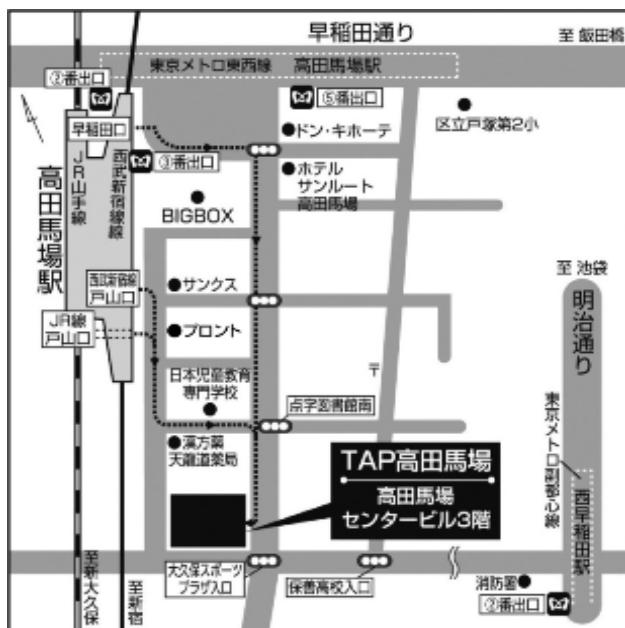 早稲田通り
至 飯田橋
東京メトロ東西線 高田馬場駅
②番出口
⑤番出口
早稲田口
ドン・キホーテ
区立戸塚第2小
③番出口
JR山手線
西武新宿線線
高田馬場駅
ホテル
サンルート
高田馬場
BIGBOX
至 池袋
明治通り
西武新宿線
戸山口
サンクス
JR線
戸山口
プロント
〒
日本児童教育
専門学校
点字図書館南
漢方薬
天龍道薬局
TAP高田馬場
高田馬場
センタービル3階
東京メトロ副都心線
西早稲田駅
大久保スポーツ
プラザ入口
保善高校入口
消防署
②番出口
至新大久保
至新宿